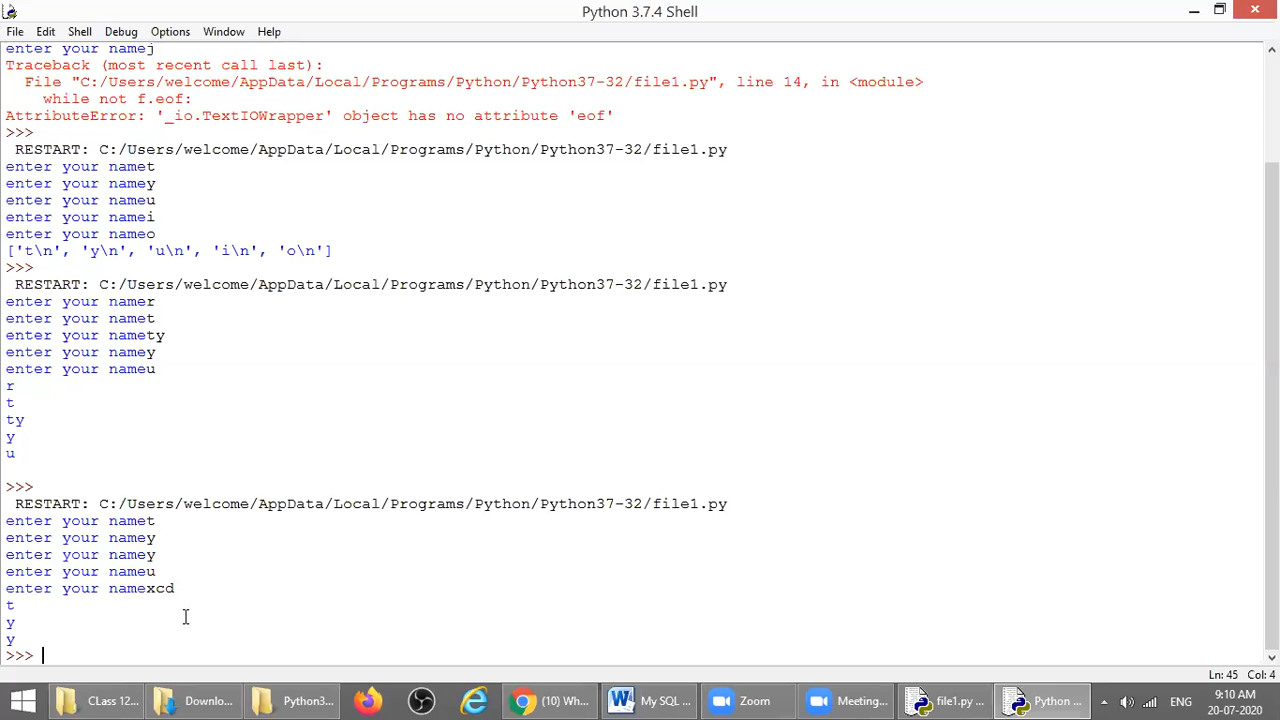 Python 3.7.4 Shell
File Edit Shell Debug Options Window Help
enter your namej
Traceback (most recent call last):
  File "C:/Users/welcome/AppData/Local/Programs/Python/Python37-32/file1.py", line 14, in <module>
    while not f.eof:
AttributeError: '_io.TextIOWrapper' object has no attribute 'eof'
>>>
 RESTART: C:/Users/welcome/AppData/Local/Programs/Python/Python37-32/file1.py
enter your namet
enter your namey
enter your nameu
enter your namei
enter your nameo
['t\n', 'y\n', 'u\n', 'i\n', 'o\n']
>>>
 RESTART: C:/Users/welcome/AppData/Local/Programs/Python/Python37-32/file1.py
enter your namer
enter your namet
enter your namety
enter your namey
enter your nameu
r
t
ty
y
u
>>>
 RESTART: C:/Users/welcome/AppData/Local/Programs/Python/Python37-32/file1.py
enter your namet
enter your namey
enter your namey
enter your nameu
enter your namexcd
t
y
y
>>>
Ln: 45 Col: 4
CLass 12... Downlo... Python3... (10) Wh... My SQL ... Zoom Meeting... file1.py ... Python ... ENG 9:10 AM
20-07-2020